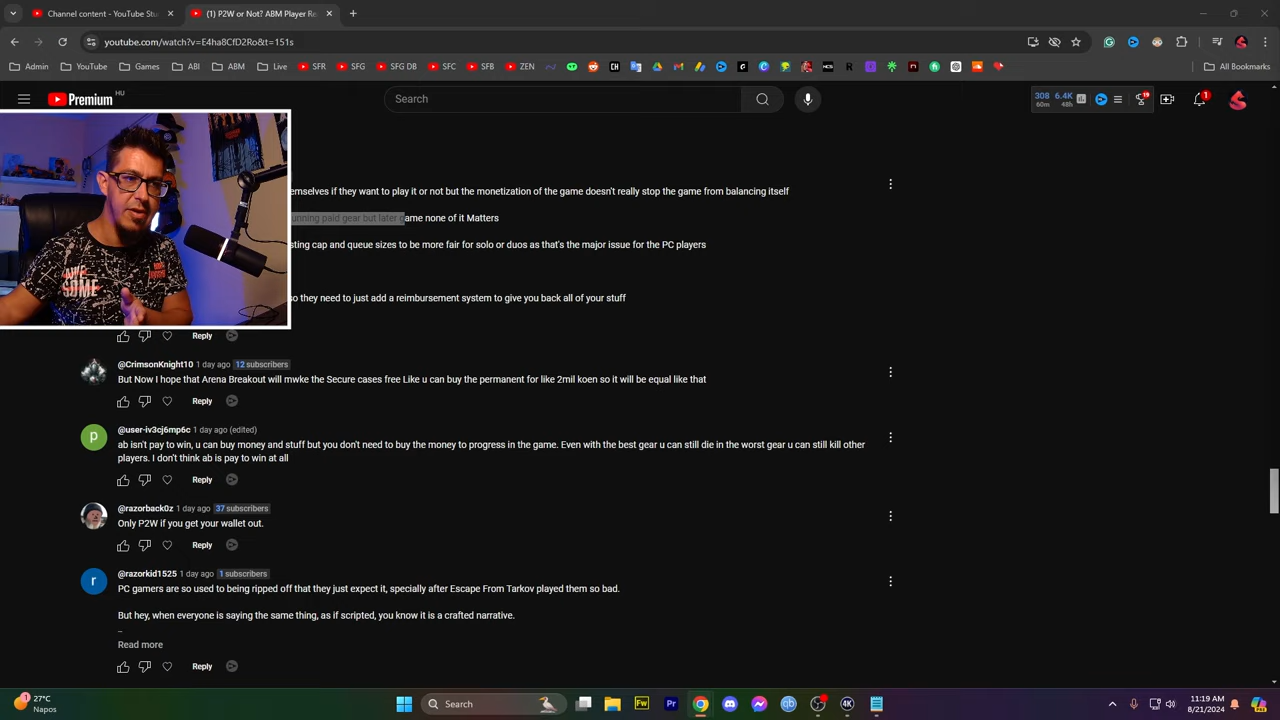 Channel content - YouTube Stu
(1) P2W or Not? ABM Player Re
youtube.com/watch?v=E4ha8CfD2Ro&t=151s
Admin YouTube Games ABI ABM Live SFR SFG SFG DB SFC SFB ZEN All Bookmarks
Premium HU
Search
308 6.4K
60m 48h
19
1
emselves if they want to play it or not but the monetization of the game doesn't really stop the game from balancing itself
unning paid gear but later game none of it Matters
sting cap and queue sizes to be more fair for solo or duos as that's the major issue for the PC players
so they need to just add a reimbursement system to give you back all of your stuff
Reply
@CrimsonKnight10 1 day ago 12 subscribers
But Now I hope that Arena Breakout will mwke the Secure cases free Like u can buy the permanent for like 2mil koen so it will be equal like that
Reply
p
@user-iv3cj6mp6c 1 day ago (edited)
ab isn't pay to win, u can buy money and stuff but you don't need to buy the money to progress in the game. Even with the best gear u can still die in the worst gear u can still kill other
players. I don't think ab is pay to win at all
Reply
@razorback0z 1 day ago 37 subscribers
Only P2W if you get your wallet out.
Reply
r
@razorkid1525 1 day ago 1 subscribers
PC gamers are so used to being ripped off that they just expect it, specially after Escape From Tarkov played them so bad.
But hey, when everyone is saying the same thing, as if scripted, you know it is a crafted narrative.
Read more
Reply
1
27°C
Napos
Search
Fw Pr qb 4K
11:19 AM
8/21/2024